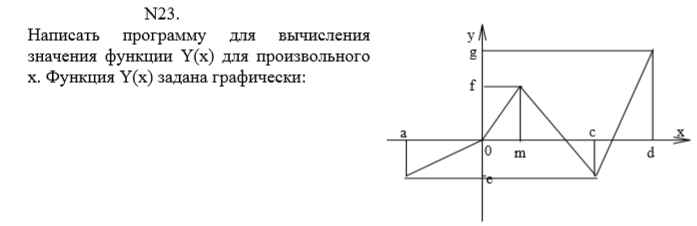 N23.
Написать программу для вычисления
значения функции Y(x) для произвольного
x. Функция Y(x) задана графически:
y
g
f
a
c
x
0
m
d
e